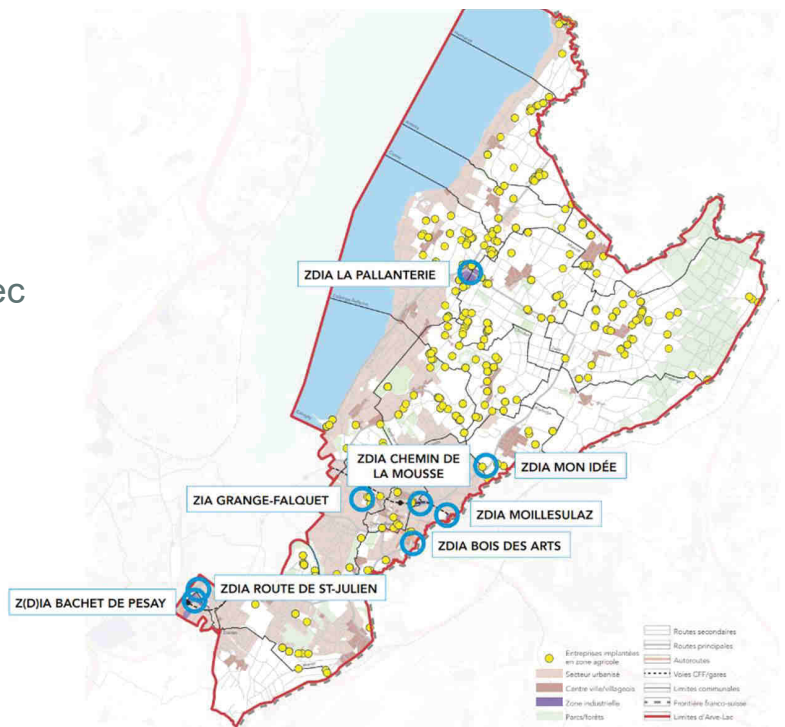 ec
ZDIA LA PALLANTERIE
ZDIA CHEMIN DE
LA MOUSSE
ZDIA MON IDÉE
ZIA GRANGE-FALQUET
ZDIA MOILLESULAZ
ZDIA BOIS DES ARTS
ZDIA ROUTE DE ST-JULIEN
Z(D)IA BACHET DE PESAY
Entreprises implantées
en zone agricole
Secteur urbanisé
Centre ville/villageois
Zone industrielle
Parcs/forêts
Routes secondaires
Routes principales
Autoroutes
Voies CFF/gares
Limites communales
Frontière franco-suisse
Limites d'Arve-Lac